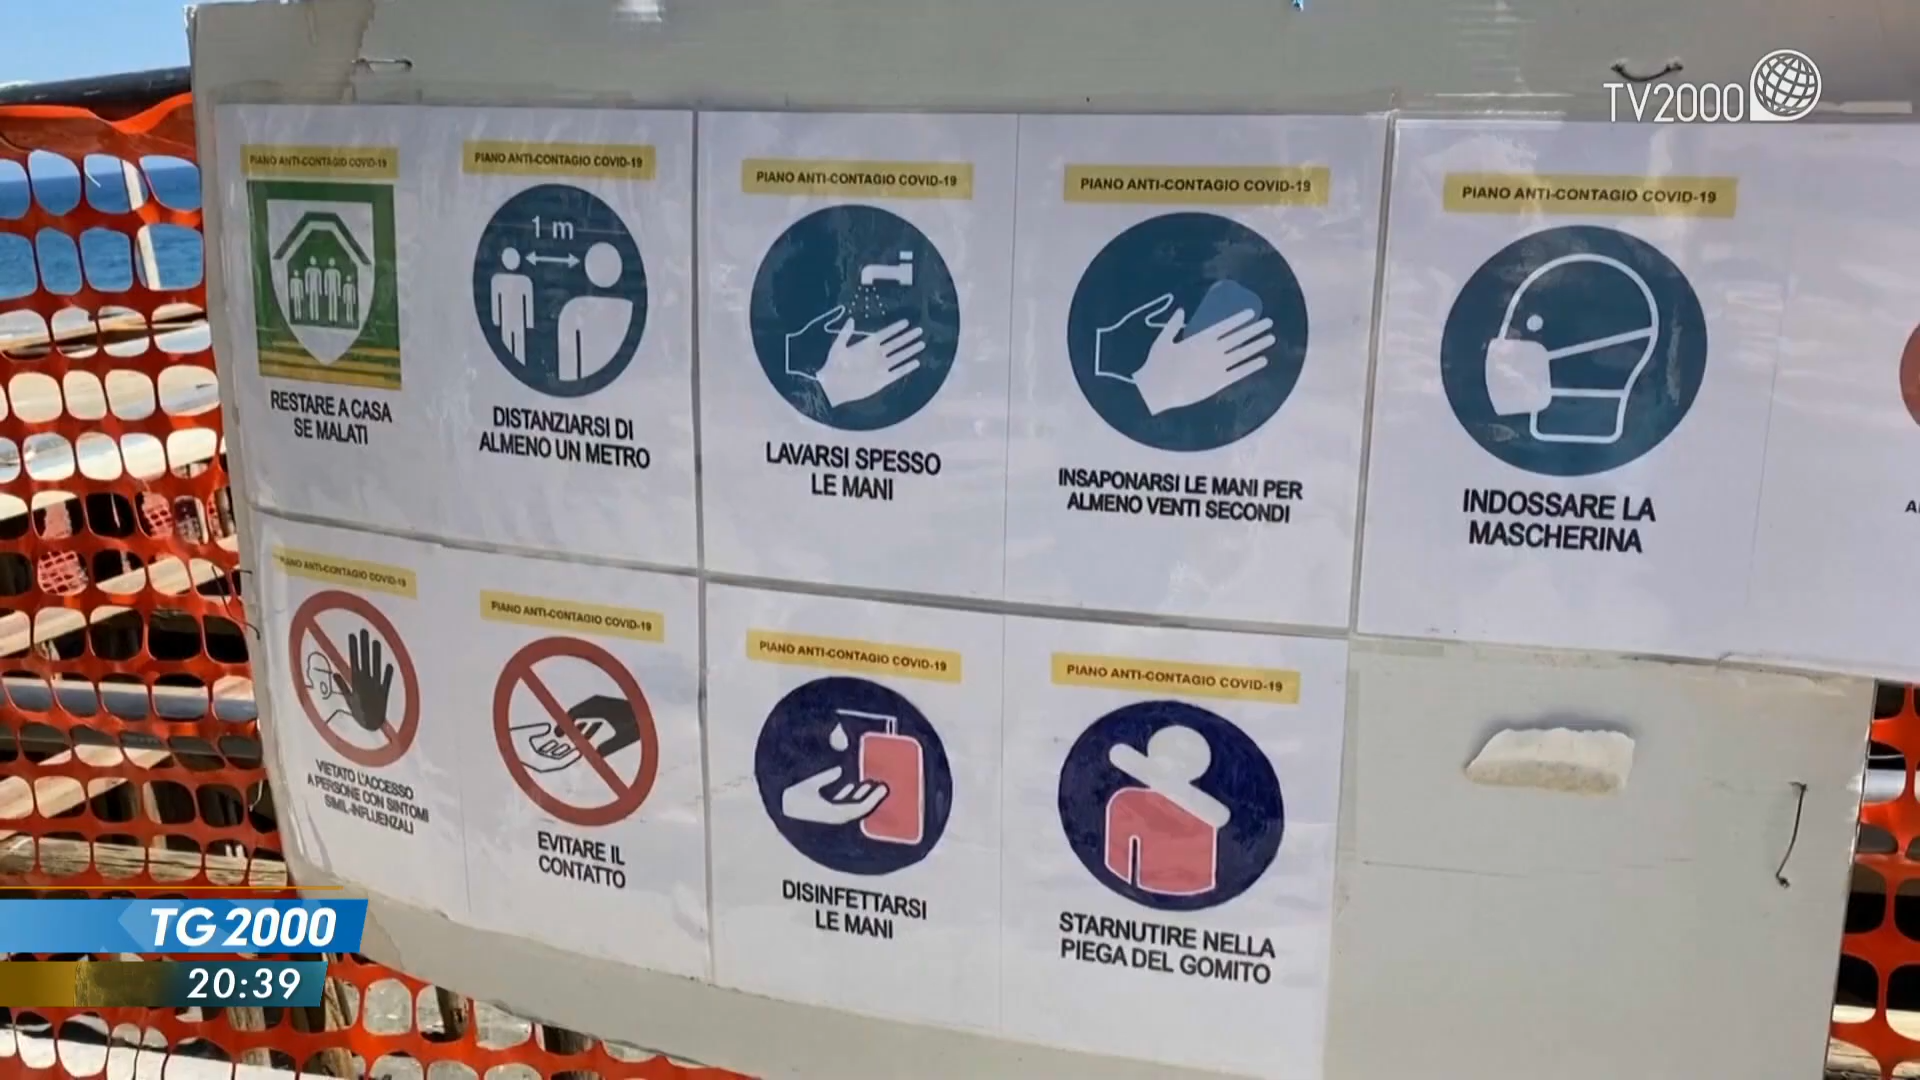 TV2000
PIANO ANTI-CONTAGIO COVID-19
RESTARE A CASA
SE MALATI
PIANO ANTI-CONTAGIO COVID-19
1 m
DISTANZIARSI DI
ALMENO UN METRO
PIANO ANTI-CONTAGIO COVID-19
LAVARSI SPESSO
LE MANI
PIANO ANTI-CONTAGIO COVID-19
INSAPONARSI LE MANI PER
ALMENO VENTI SECONDI
PIANO ANTI-CONTAGIO COVID-19
INDOSSARE LA
MASCHERINA
PIANO ANTI-CONTAGIO COVID-19
VIETATO L'ACCESSO
A PERSONE CON SINTOMI
SIMIL-INFLUENZALI
PIANO ANTI-CONTAGIO COVID-19
EVITARE IL
CONTATTO
PIANO ANTI-CONTAGIO COVID-19
DISINFETTARSI
LE MANI
PIANO ANTI-CONTAGIO COVID-19
STARNUTIRE NELLA
PIEGA DEL GOMITO
TG2000
20:39